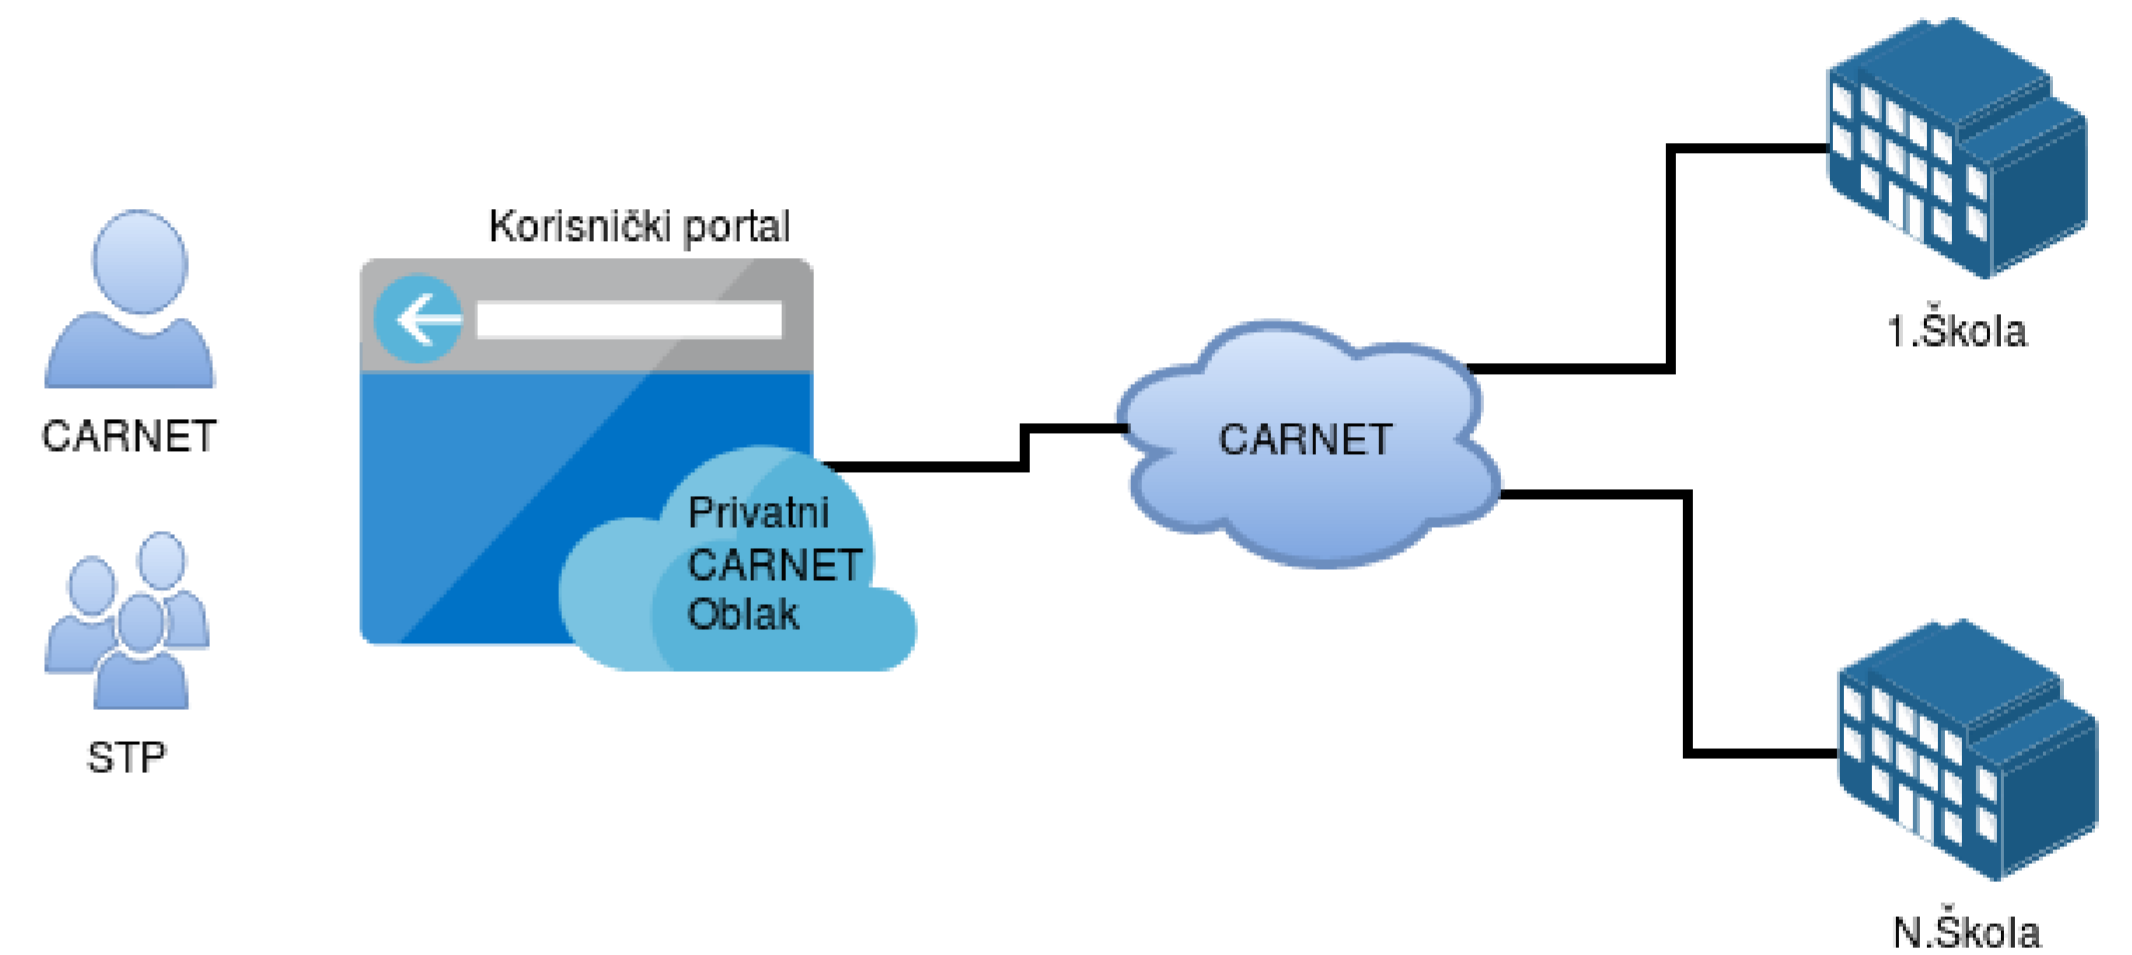 Korisnički portal
CARNET
STP
Privatni
CARNET
Oblak
CARNET
1.Škola
N.Škola